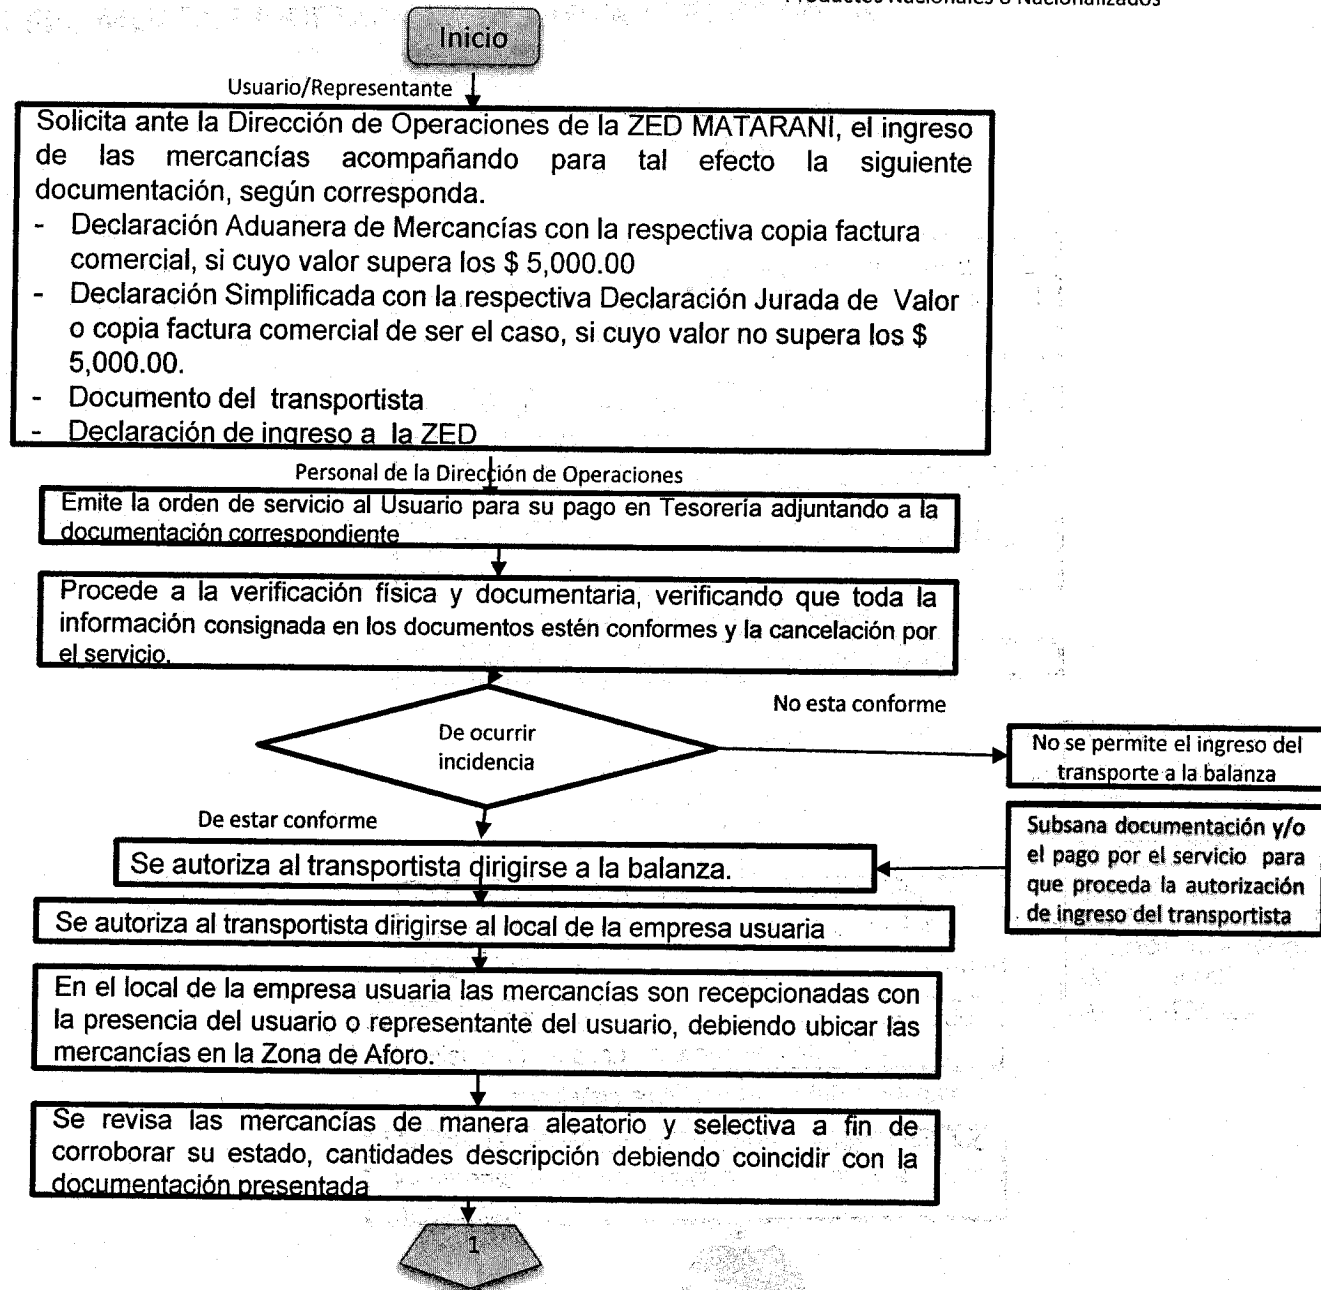 Productos Nacionales o Nacionalizados
Inicio
Usuario/Representante
Solicita ante la Dirección de Operaciones de la ZED MATARANI, el ingreso
de las mercancías acompañando para tal efecto la siguiente
documentación, según corresponda.
- Declaración Aduanera de Mercancías con la respectiva copia factura
comercial, si cuyo valor supera los $ 5,000.00
- Declaración Simplificada con la respectiva Declaración Jurada de Valor
o copia factura comercial de ser el caso, si cuyo valor no supera los $
5,000.00.
- Documento del transportista
- Declaración de ingreso a la ZED
Personal de la Dirección de Operaciones
Emite la orden de servicio al Usuario para su pago en Tesorería adjuntando a la
documentación correspondiente
Procede a la verificación física y documentaria, verificando que toda la
información consignada en los documentos estén conformes y la cancelación por
el servicio.
De ocurrir
incidencia
No esta conforme
No se permite el ingreso del
transporte a la balanza
De estar conforme
Subsana documentación y/o
el pago por el servicio para
que proceda la autorización
de ingreso del transportista
Se autoriza al transportista dirigirse a la balanza.
Se autoriza al transportista dirigirse al local de la empresa usuaria
En el local de la empresa usuaria las mercancías son recepcionadas con
la presencia del usuario o representante del usuario, debiendo ubicar las
mercancías en la Zona de Aforo.
Se revisa las mercancías de manera aleatorio y selectiva a fin de
corroborar su estado, cantidades descripción debiendo coincidir con la
documentación presentada
1